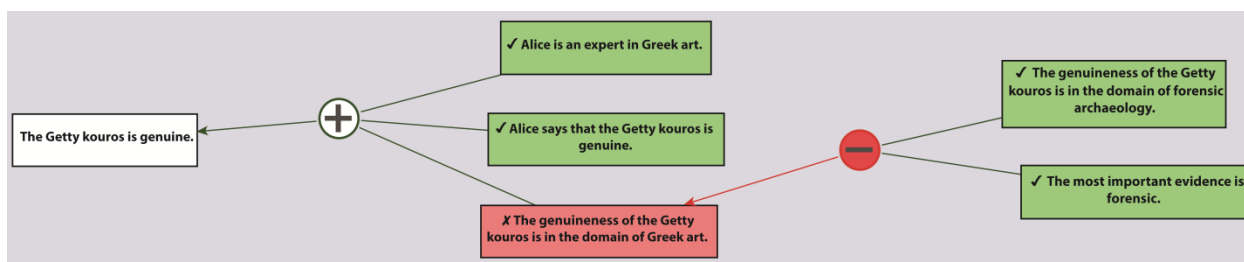 The Getty kouros is genuine.
+
✓ Alice is an expert in Greek art.
✓ Alice says that the Getty kouros is
genuine.
✗ The genuineness of the Getty
kouros is in the domain of Greek art.
−
✓ The genuineness of the Getty
kouros is in the domain of forensic
archaeology.
✓ The most important evidence is
forensic.